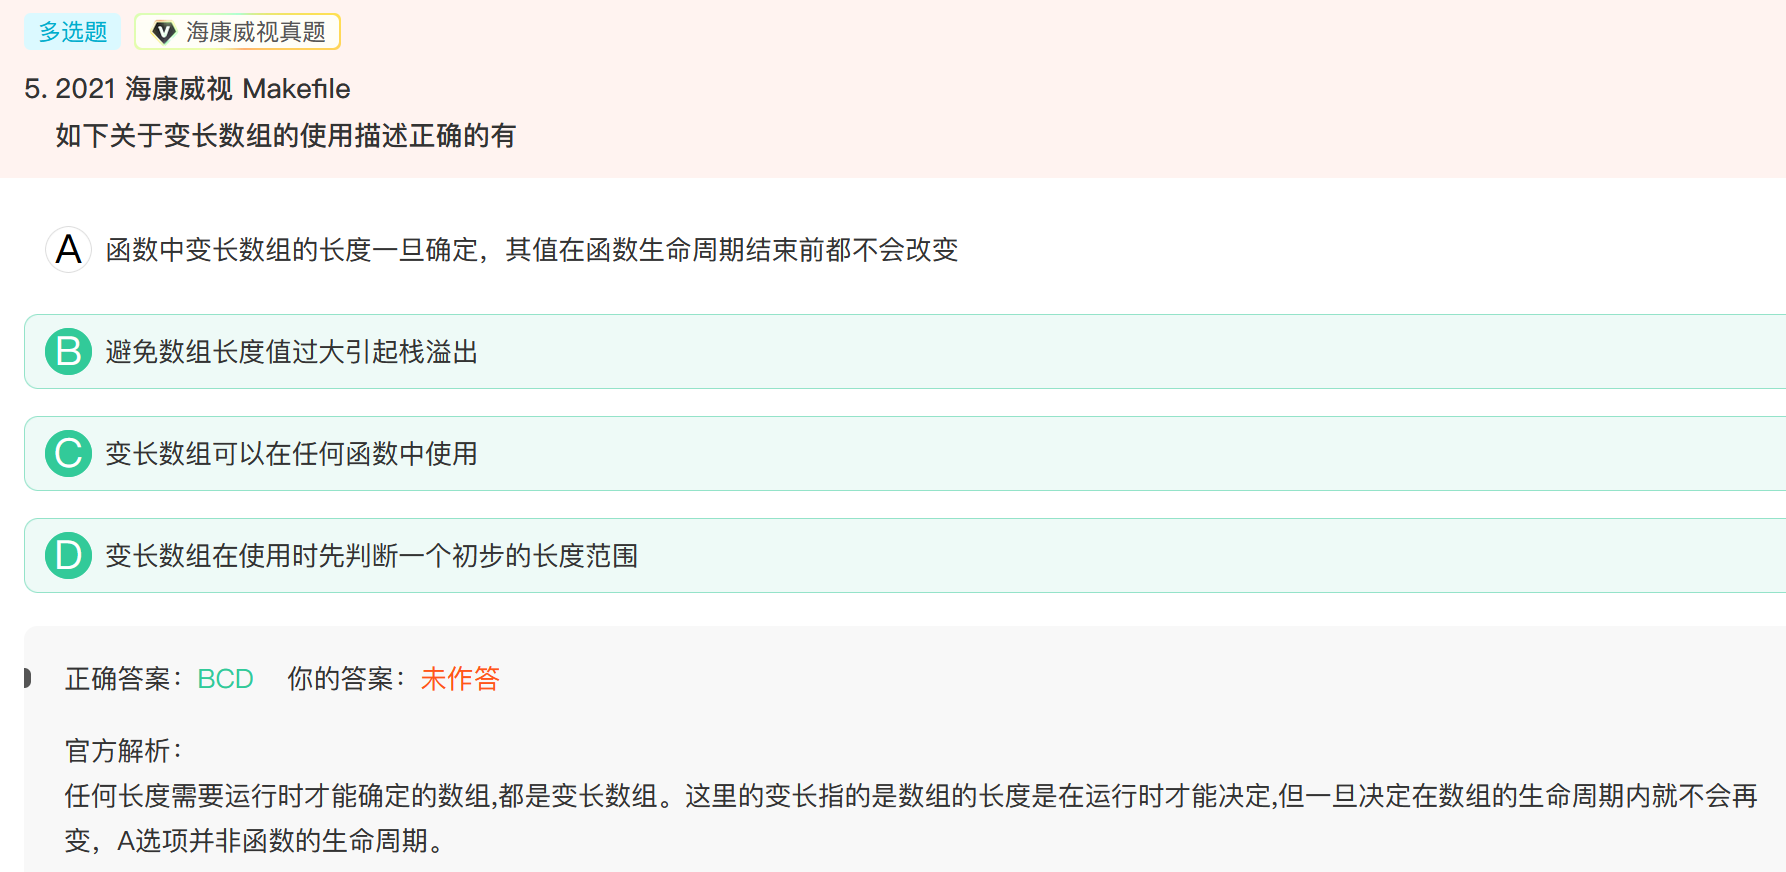 多选题 海康威视真题
5. 2021 海康威视 Makefile
如下关于变长数组的使用描述正确的有
A 函数中变长数组的长度一旦确定，其值在函数生命周期结束前都不会改变
B 避免数组长度值过大引起栈溢出
C 变长数组可以在任何函数中使用
D 变长数组在使用时先判断一个初步的长度范围
正确答案：BCD 你的答案：未作答
官方解析：
任何长度需要运行时才能确定的数组,都是变长数组。这里的变长指的是数组的长度是在运行时才能决定,但一旦决定在数组的生命周期内就不会再
变，A选项并非函数的生命周期。